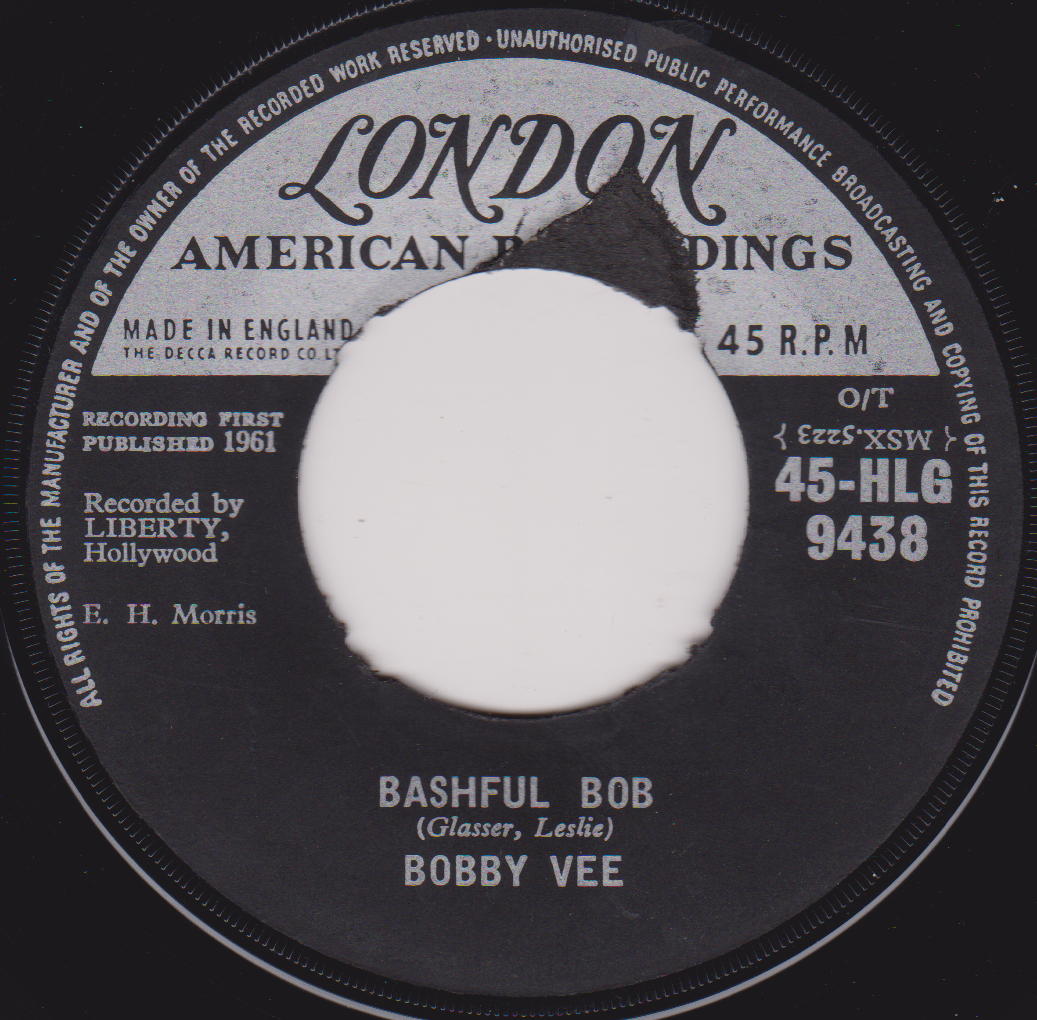 ALL RIGHTS OF THE MANUFACTURER AND OF THE OWNER OF THE RECORDED WORK RESERVED · UNAUTHORISED PUBLIC PERFORMANCE BROADCASTING AND COPYING OF THIS RECORD PROHIBITED
LONDON
AMERICAN DINGS
MADE IN ENGLAND
THE DECCA RECORD CO.
45 R.P.M
RECORDING FIRST
PUBLISHED 1961
Recorded by
LIBERTY,
Hollywood
E. H. Morris
O/T
{ MSX.5223 }
45-HLG
9438
BASHFUL BOB
(Glasser, Leslie)
BOBBY VEE